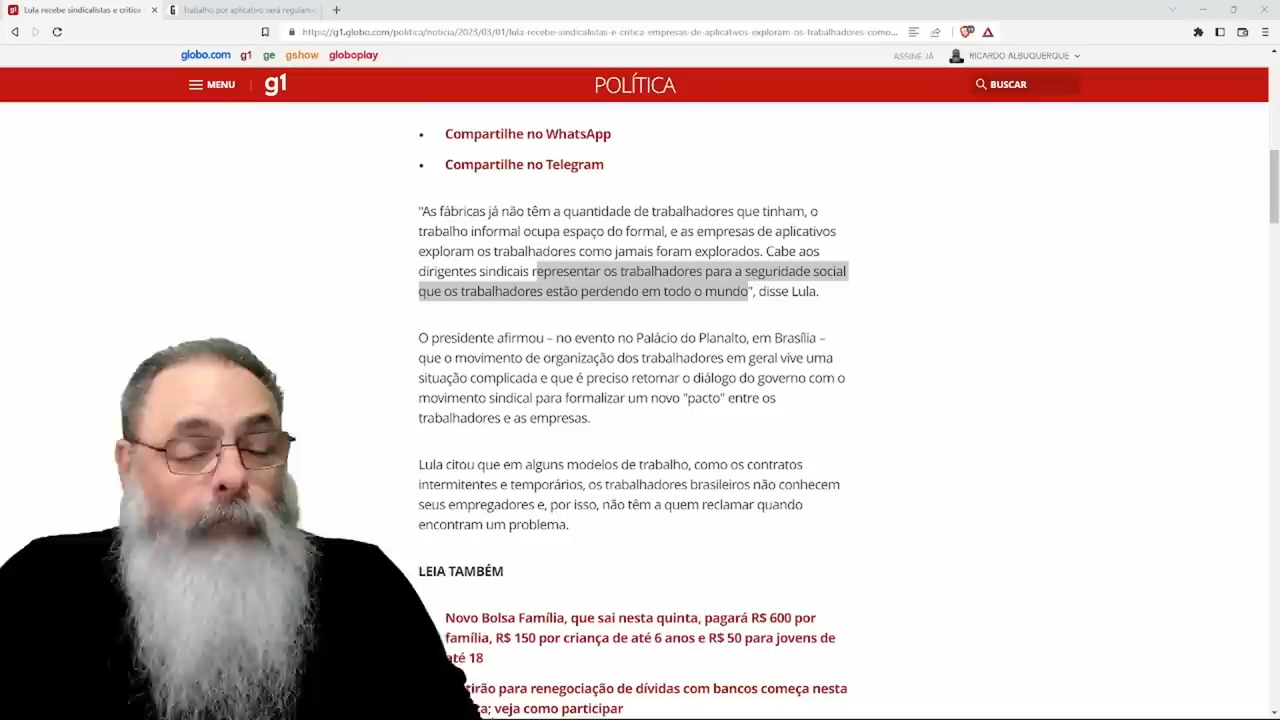 Lula recebe sindicalistas e critica
Trabalho por aplicativo será regulam
https://g1.globo.com/politica/noticia/2023/03/01/lula-recebe-sindicalistas-e-critica-empresas-de-aplicativos-exploram-os-trabalhadores-como...
globo.com g1 ge gshow globoplay
ASSINE JÁ RICARDO ALBUQUERQUE
MENU g1 POLÍTICA BUSCAR
• Compartilhe no WhatsApp
• Compartilhe no Telegram
"As fábricas já não têm a quantidade de trabalhadores que tinham, o
trabalho informal ocupa espaço do formal, e as empresas de aplicativos
exploram os trabalhadores como jamais foram explorados. Cabe aos
dirigentes sindicais representar os trabalhadores para a seguridade social
que os trabalhadores estão perdendo em todo o mundo", disse Lula.
O presidente afirmou – no evento no Palácio do Planalto, em Brasília –
que o movimento de organização dos trabalhadores em geral vive uma
situação complicada e que é preciso retomar o diálogo do governo com o
movimento sindical para formalizar um novo "pacto" entre os
trabalhadores e as empresas.
Lula citou que em alguns modelos de trabalho, como os contratos
intermitentes e temporários, os trabalhadores brasileiros não conhecem
seus empregadores e, por isso, não têm a quem reclamar quando
encontram um problema.
LEIA TAMBÉM
Novo Bolsa Família, que sai nesta quinta, pagará R$ 600 por
família, R$ 150 por criança de até 6 anos e R$ 50 para jovens de
até 18
tirão para renegociação de dívidas com bancos começa nesta
ta; veja como participar